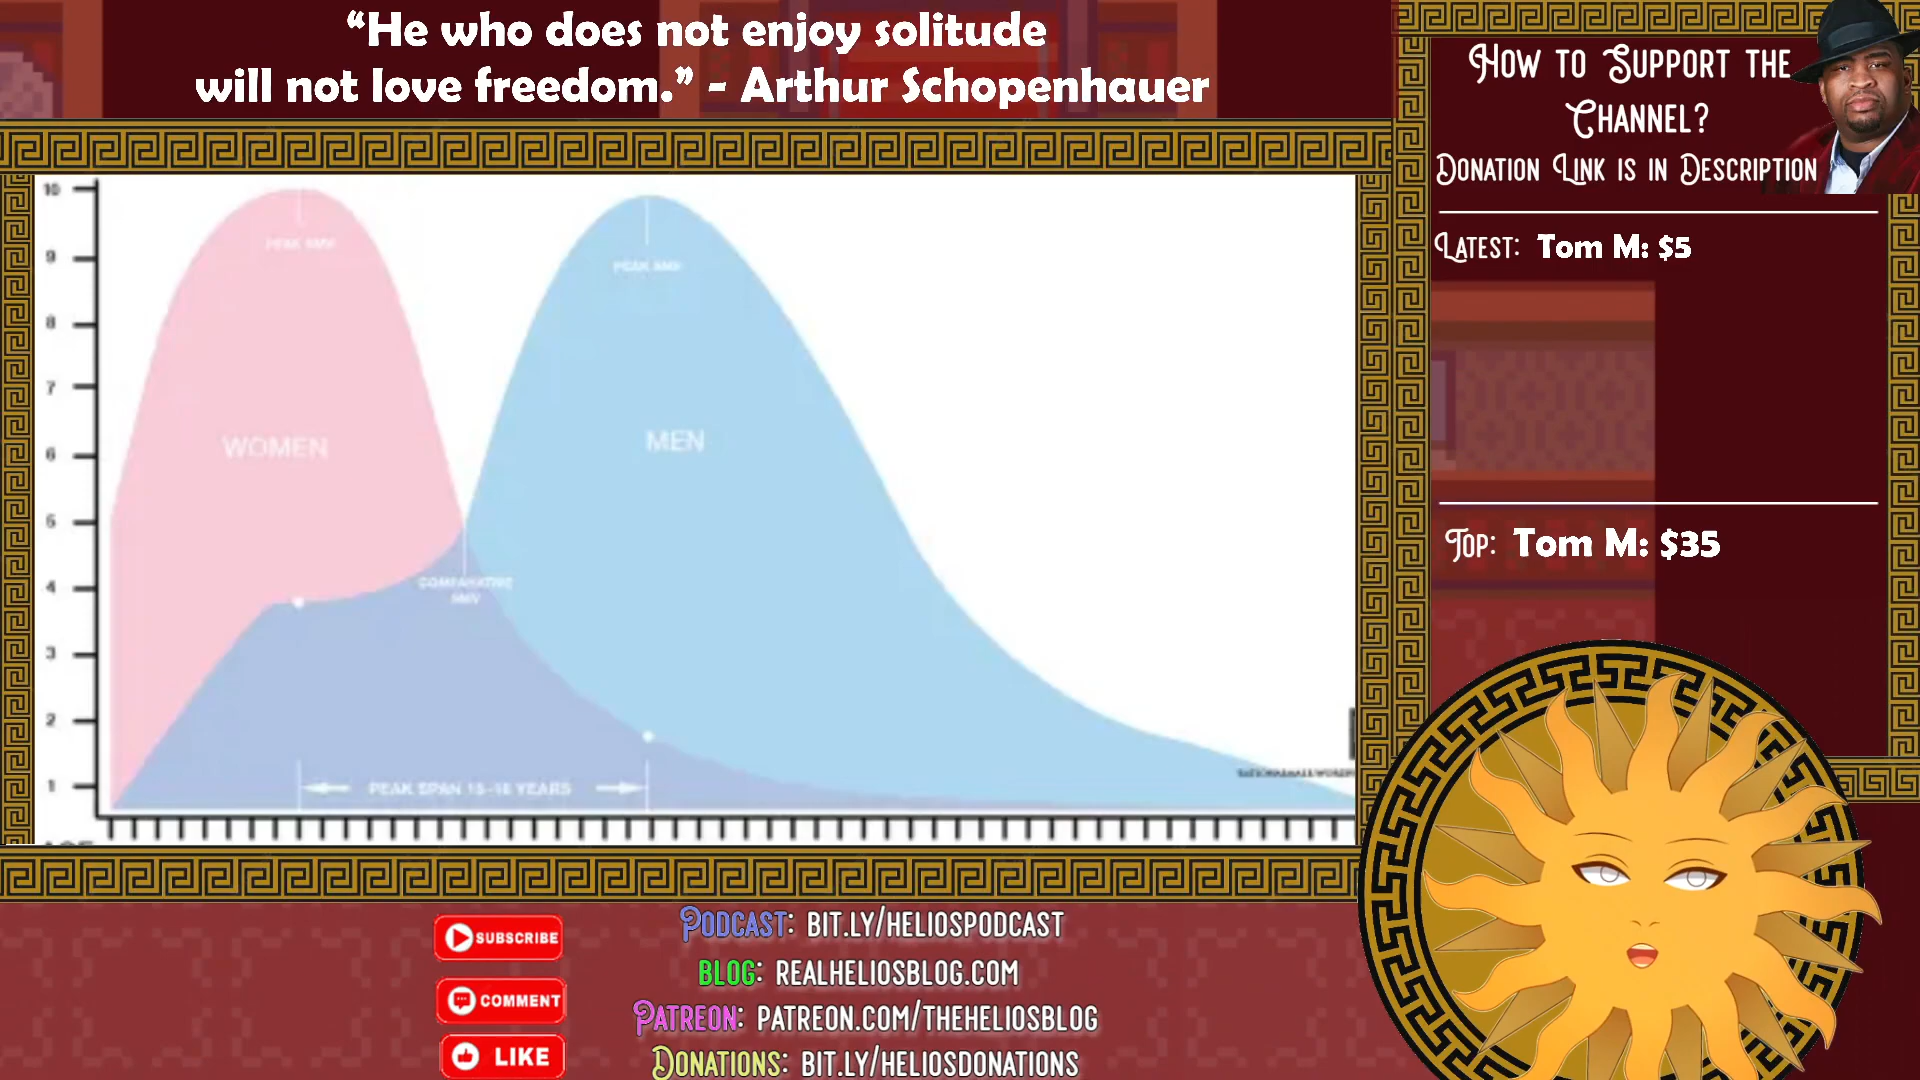 “He who does not enjoy solitude
will not love freedom.” - Arthur Schopenhauer
How to Support the
Channel?
Donation Link is in Description
Latest: Tom M: $5
Top: Tom M: $35
10
9
8
7
6
5
4
3
2
1
PEAK SMV
PEAK SMV
WOMEN
MEN
COMPARATIVE
SMV
PEAK SPAN 15-18 YEARS
SUBSCRIBE
COMMENT
LIKE
Podcast: bit.ly/heliospodcast
Blog: realheliosblog.com
Patreon: patreon.com/theheliosblog
Donations: bit.ly/heliosdonations